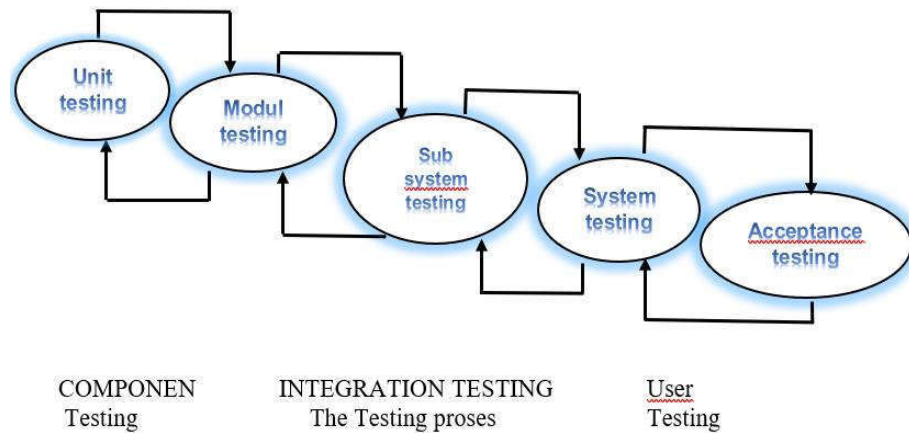 Unit
testing
Modul
testing
Sub
system
testing
System
testing
Acceptance
testing
COMPONEN INTEGRATION TESTING User
Testing The Testing proses Testing